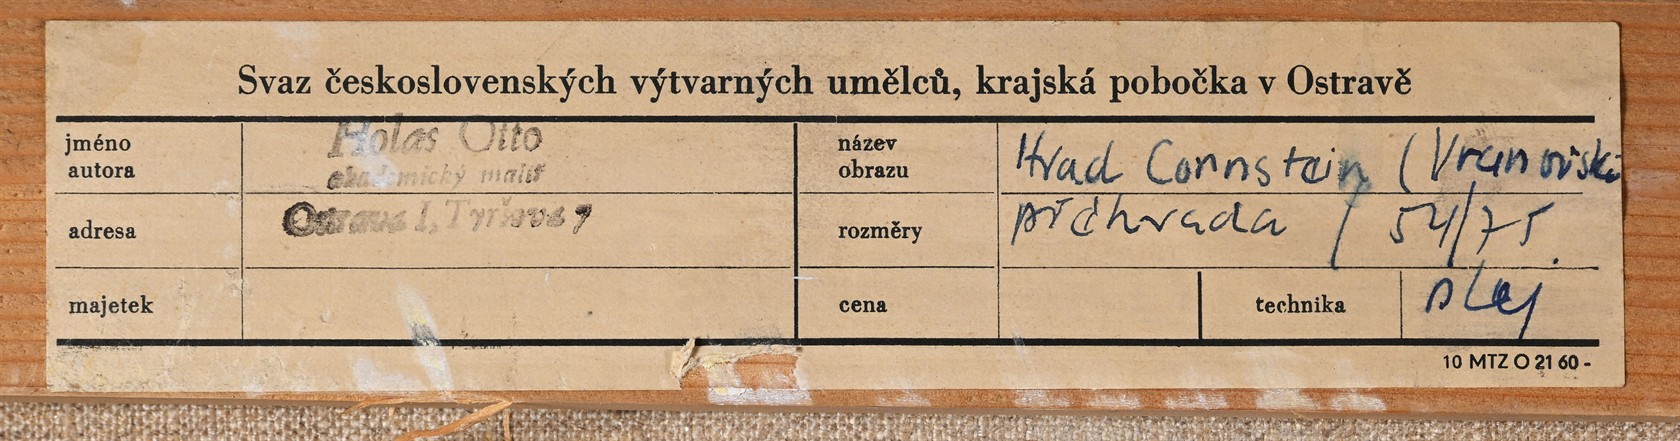 Svaz československých výtvarných umělců, krajská pobočka v Ostravě
jméno autora
Holas Otto
akademický malíř
název obrazu
Hrad Cornstein (Vranovská
adresa
Ostrava 1, Tyršova 7
rozměry
přehrada / 54/75
majetek
cena
technika
olej
10 MTZ O 21 60 -